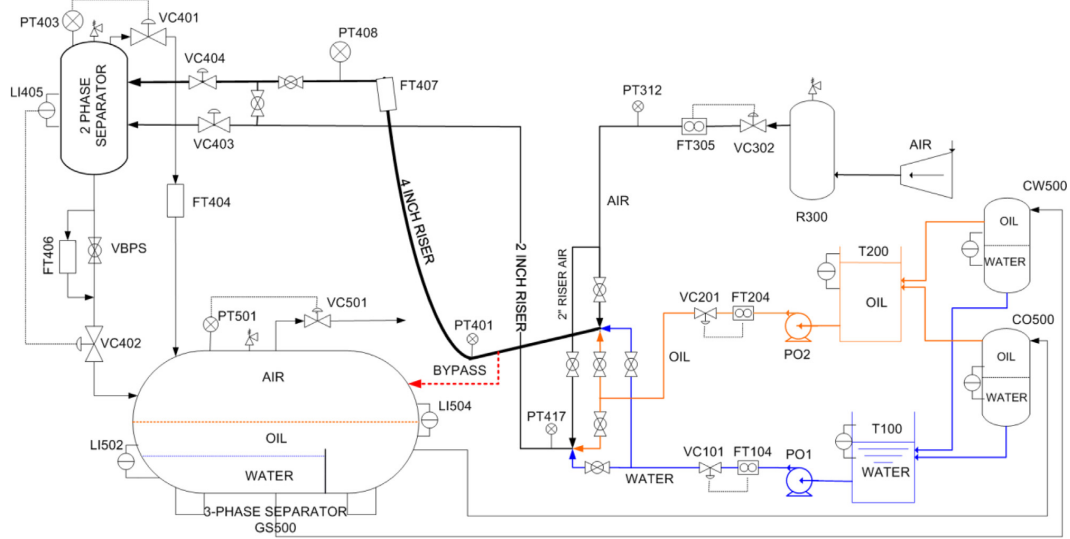 PT403
VC401
PT408
VC404
FT407
LI405
2 PHASE
SEPARATOR
VC403
PT312
FT305
VC302
AIR
R300
CW500
OIL
WATER
FT404
4 INCH RISER
2 INCH RISER
AIR
2" RISER AIR
FT406
VBPS
T200
OIL
VC201
FT204
PO2
OIL
CO500
OIL
WATER
PT501
VC501
PT401
BYPASS
VC402
AIR
LI504
OIL
LI502
WATER
PT417
VC101
FT104
PO1
WATER
T100
WATER
3-PHASE SEPARATOR
GS500